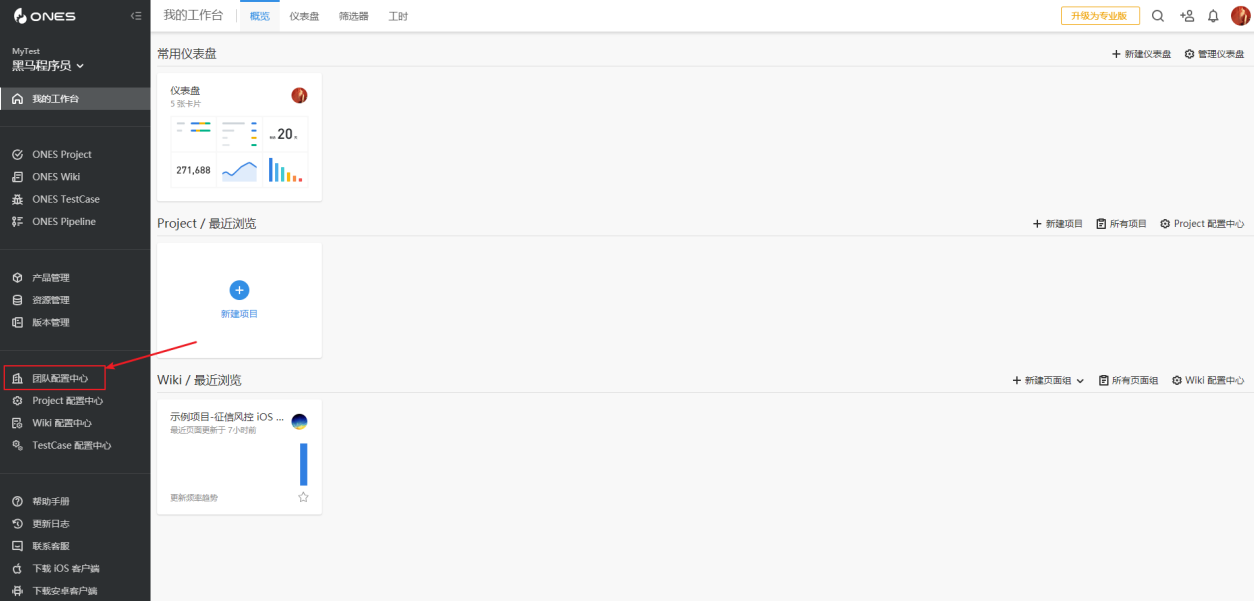 ONES
MyTest
黑马程序员
我的工作台
ONES Project
ONES Wiki
ONES TestCase
ONES Pipeline
产品管理
资源管理
版本管理
团队配置中心
Project 配置中心
Wiki 配置中心
TestCase 配置中心
帮助手册
更新日志
联系客服
下载 iOS 客户端
下载安卓客户端
我的工作台 概览 仪表盘 筛选器 工时 升级为专业版
常用仪表盘 新建仪表盘 管理仪表盘
仪表盘
5 张卡片
20
271,688
Project / 最近浏览 新建项目 所有项目 Project 配置中心
新建项目
Wiki / 最近浏览 新建页面组 所有页面组 Wiki 配置中心
示例项目-征信风控 iOS ...
最近页面更新于 7小时前
更新频率趋势